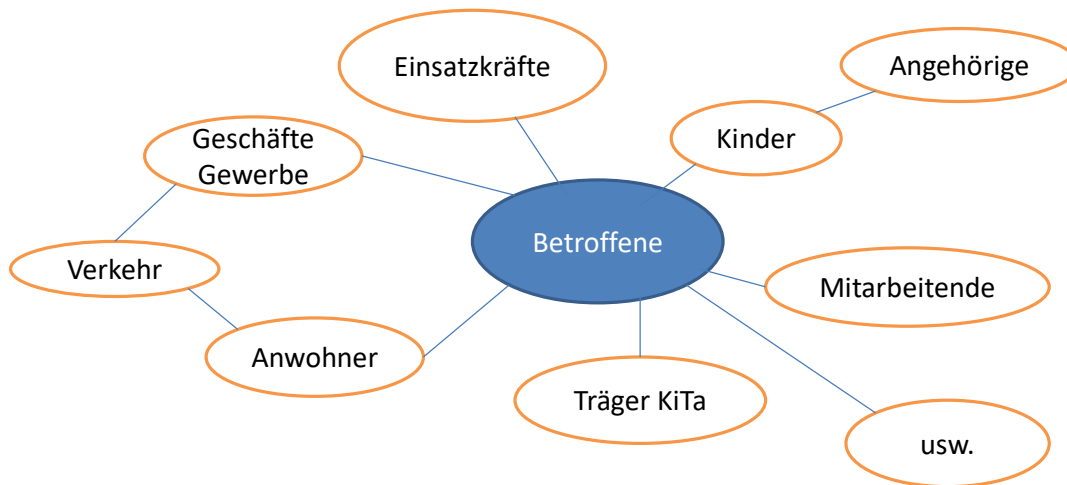 Einsatzkräfte
Angehörige
Kinder
Geschäfte
Gewerbe
Betroffene
Verkehr
Mitarbeitende
Anwohner
Träger KiTa
usw.